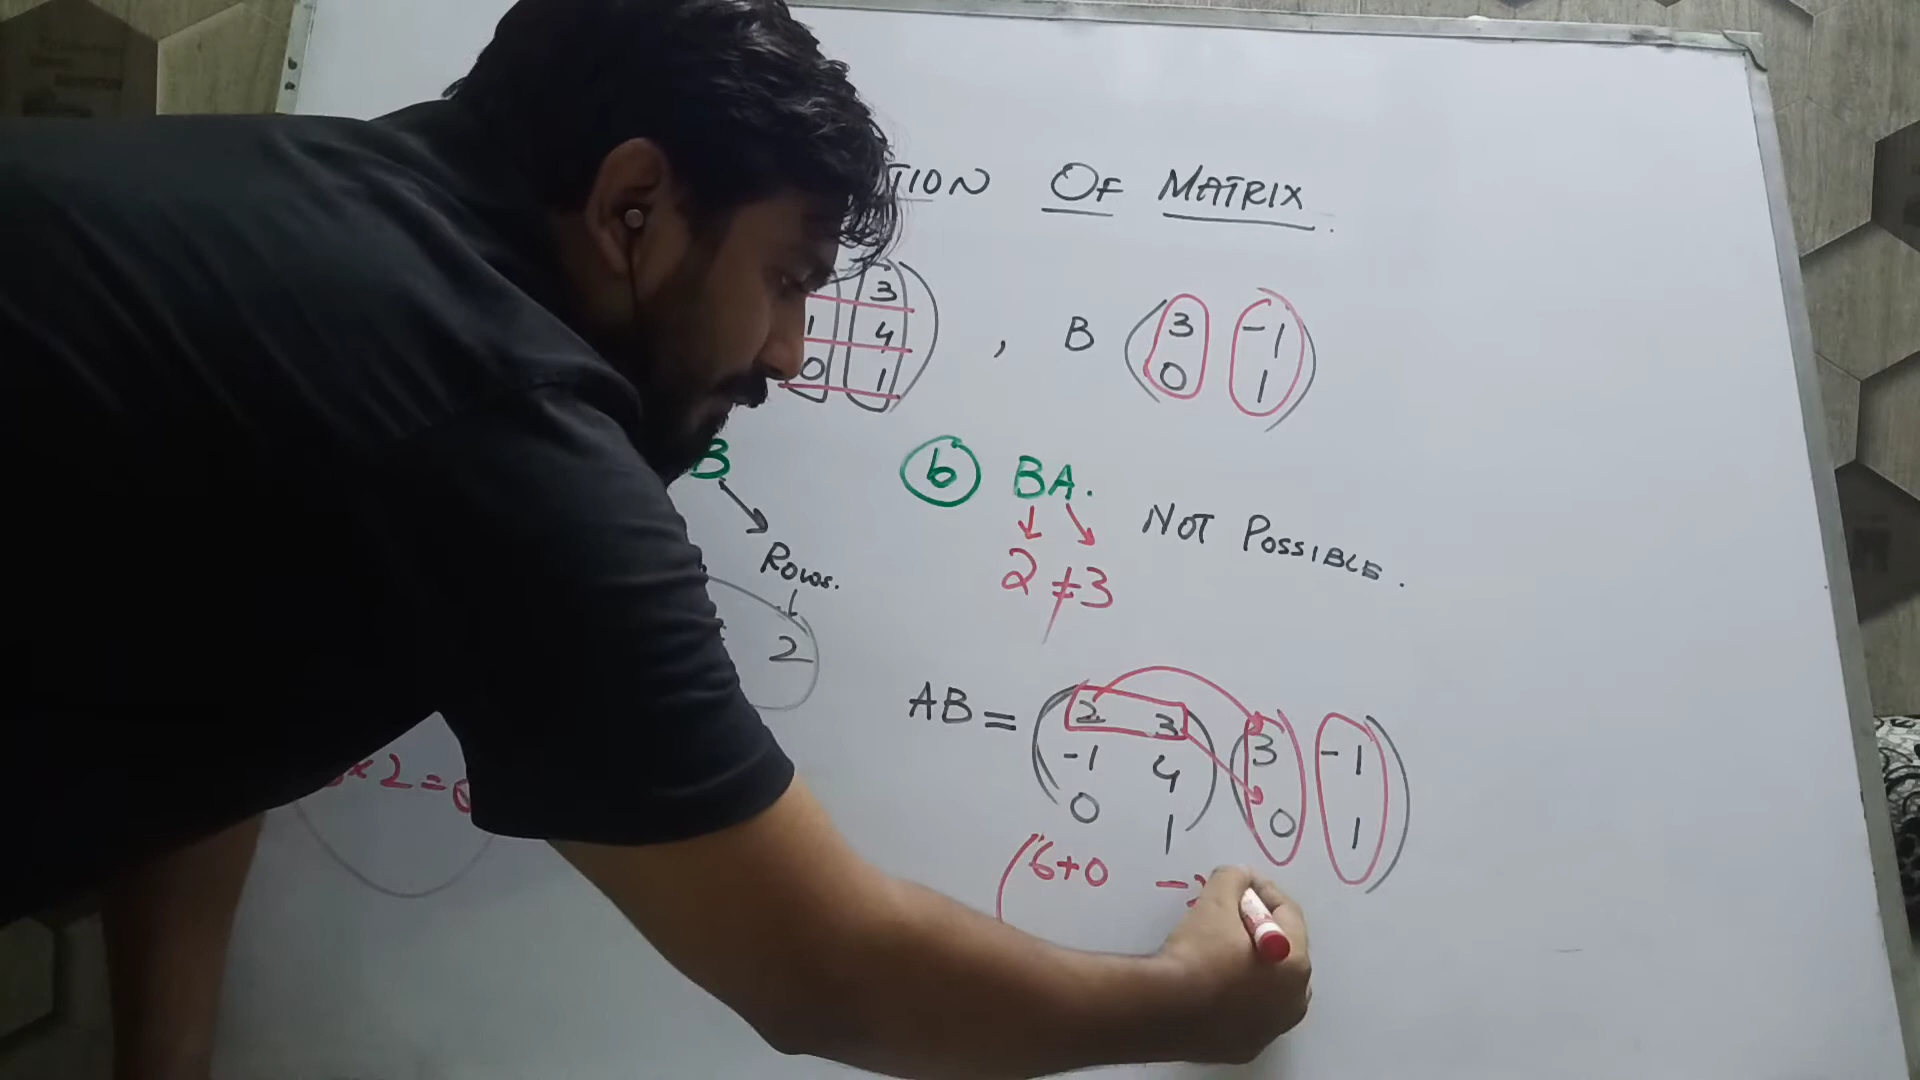 TION OF MATRIX.
3
1 4
0 1
, B ( 3 -1
0 1 )
B
b BA. NOT POSSIBLE.
2 ≠ 3
Rows.
2
AB = ( 2 3
-1 4
0 1 ) ( 3 -1
0 1 )
× 2 =
( 6+0 -